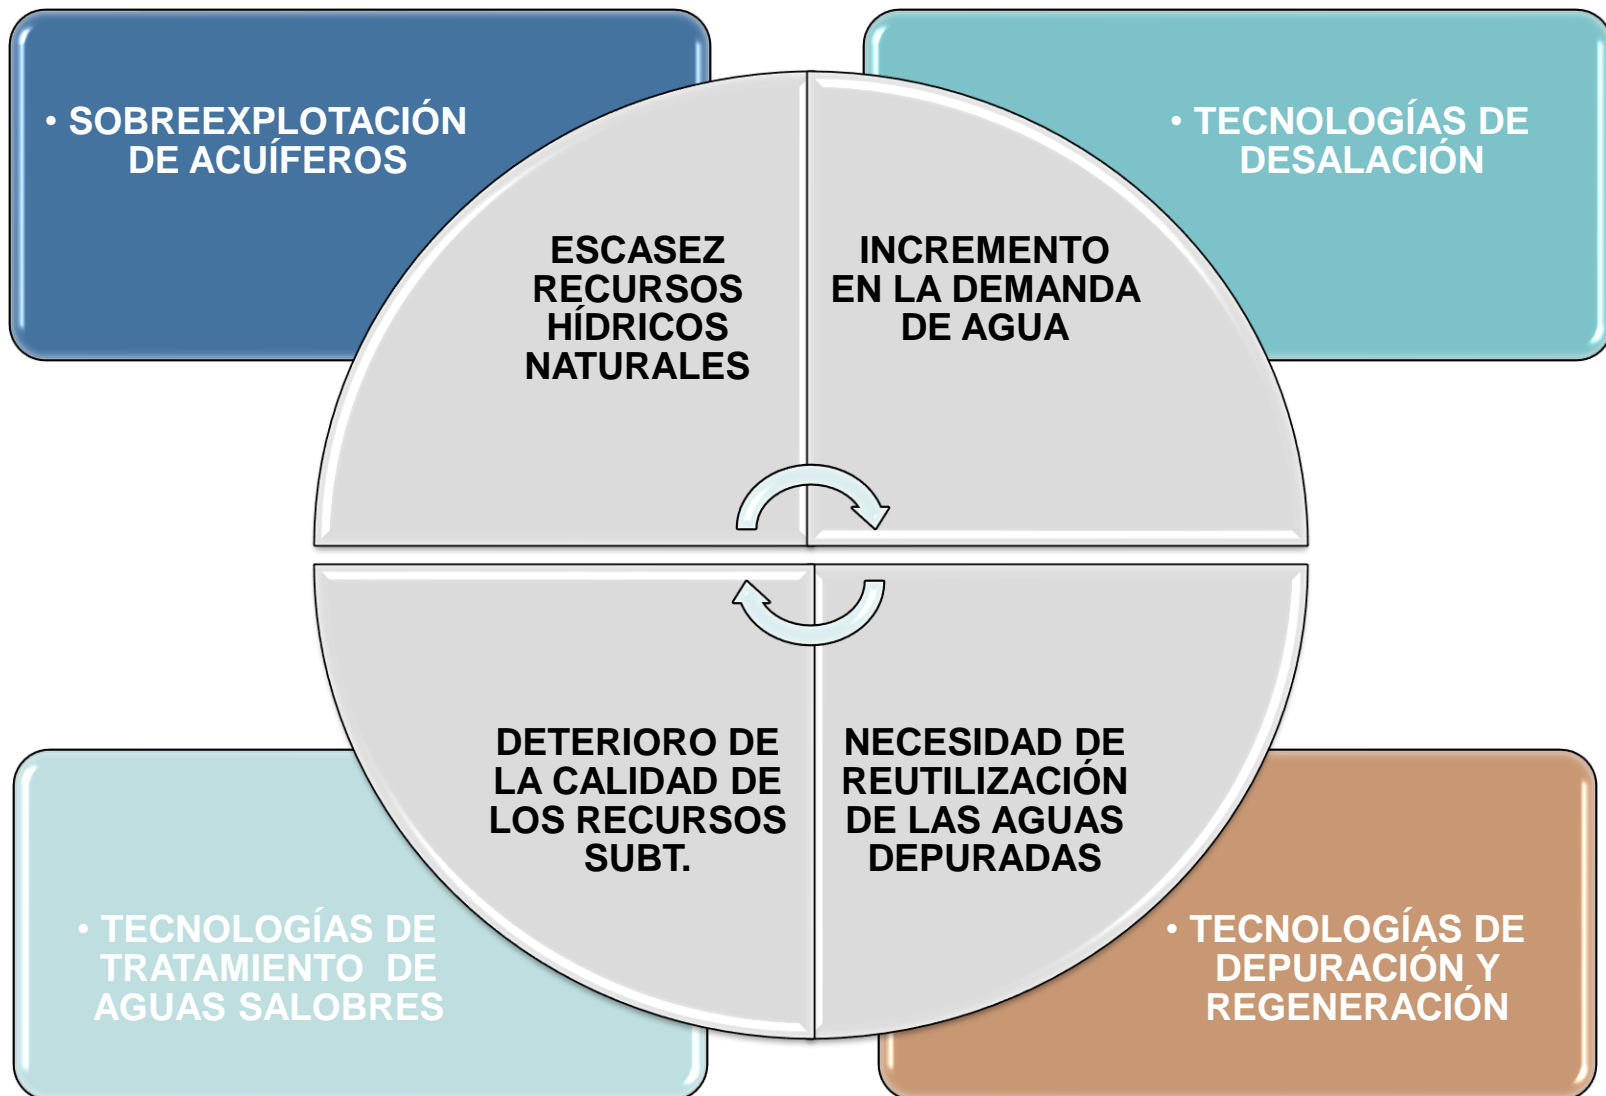 • SOBREEXPLOTACIÓN
DE ACUÍFEROS
• TECNOLOGÍAS DE
DESALACIÓN
ESCASEZ
RECURSOS
HÍDRICOS
NATURALES
INCREMENTO
EN LA DEMANDA
DE AGUA
DETERIORO DE
LA CALIDAD DE
LOS RECURSOS
SUBT.
NECESIDAD DE
REUTILIZACIÓN
DE LAS AGUAS
DEPURADAS
• TECNOLOGÍAS DE
TRATAMIENTO DE
AGUAS SALOBRES
• TECNOLOGÍAS DE
DEPURACIÓN Y
REGENERACIÓN